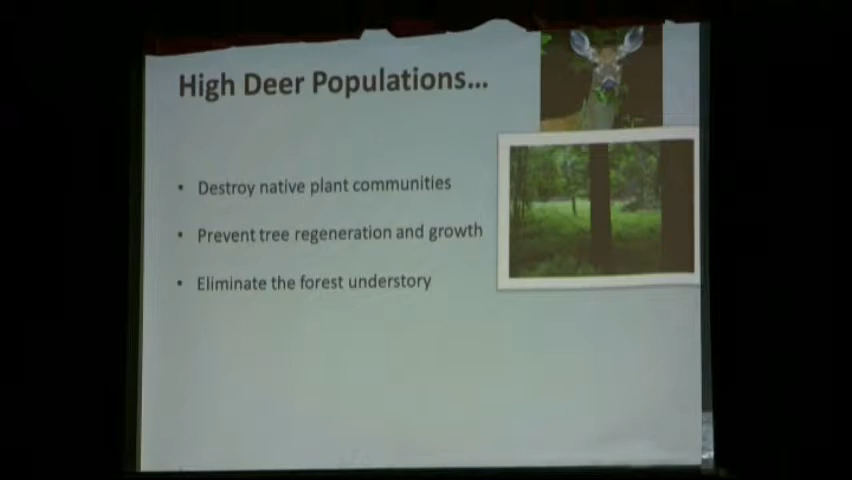 High Deer Populations...
• Destroy native plant communities
• Prevent tree regeneration and growth
• Eliminate the forest understory